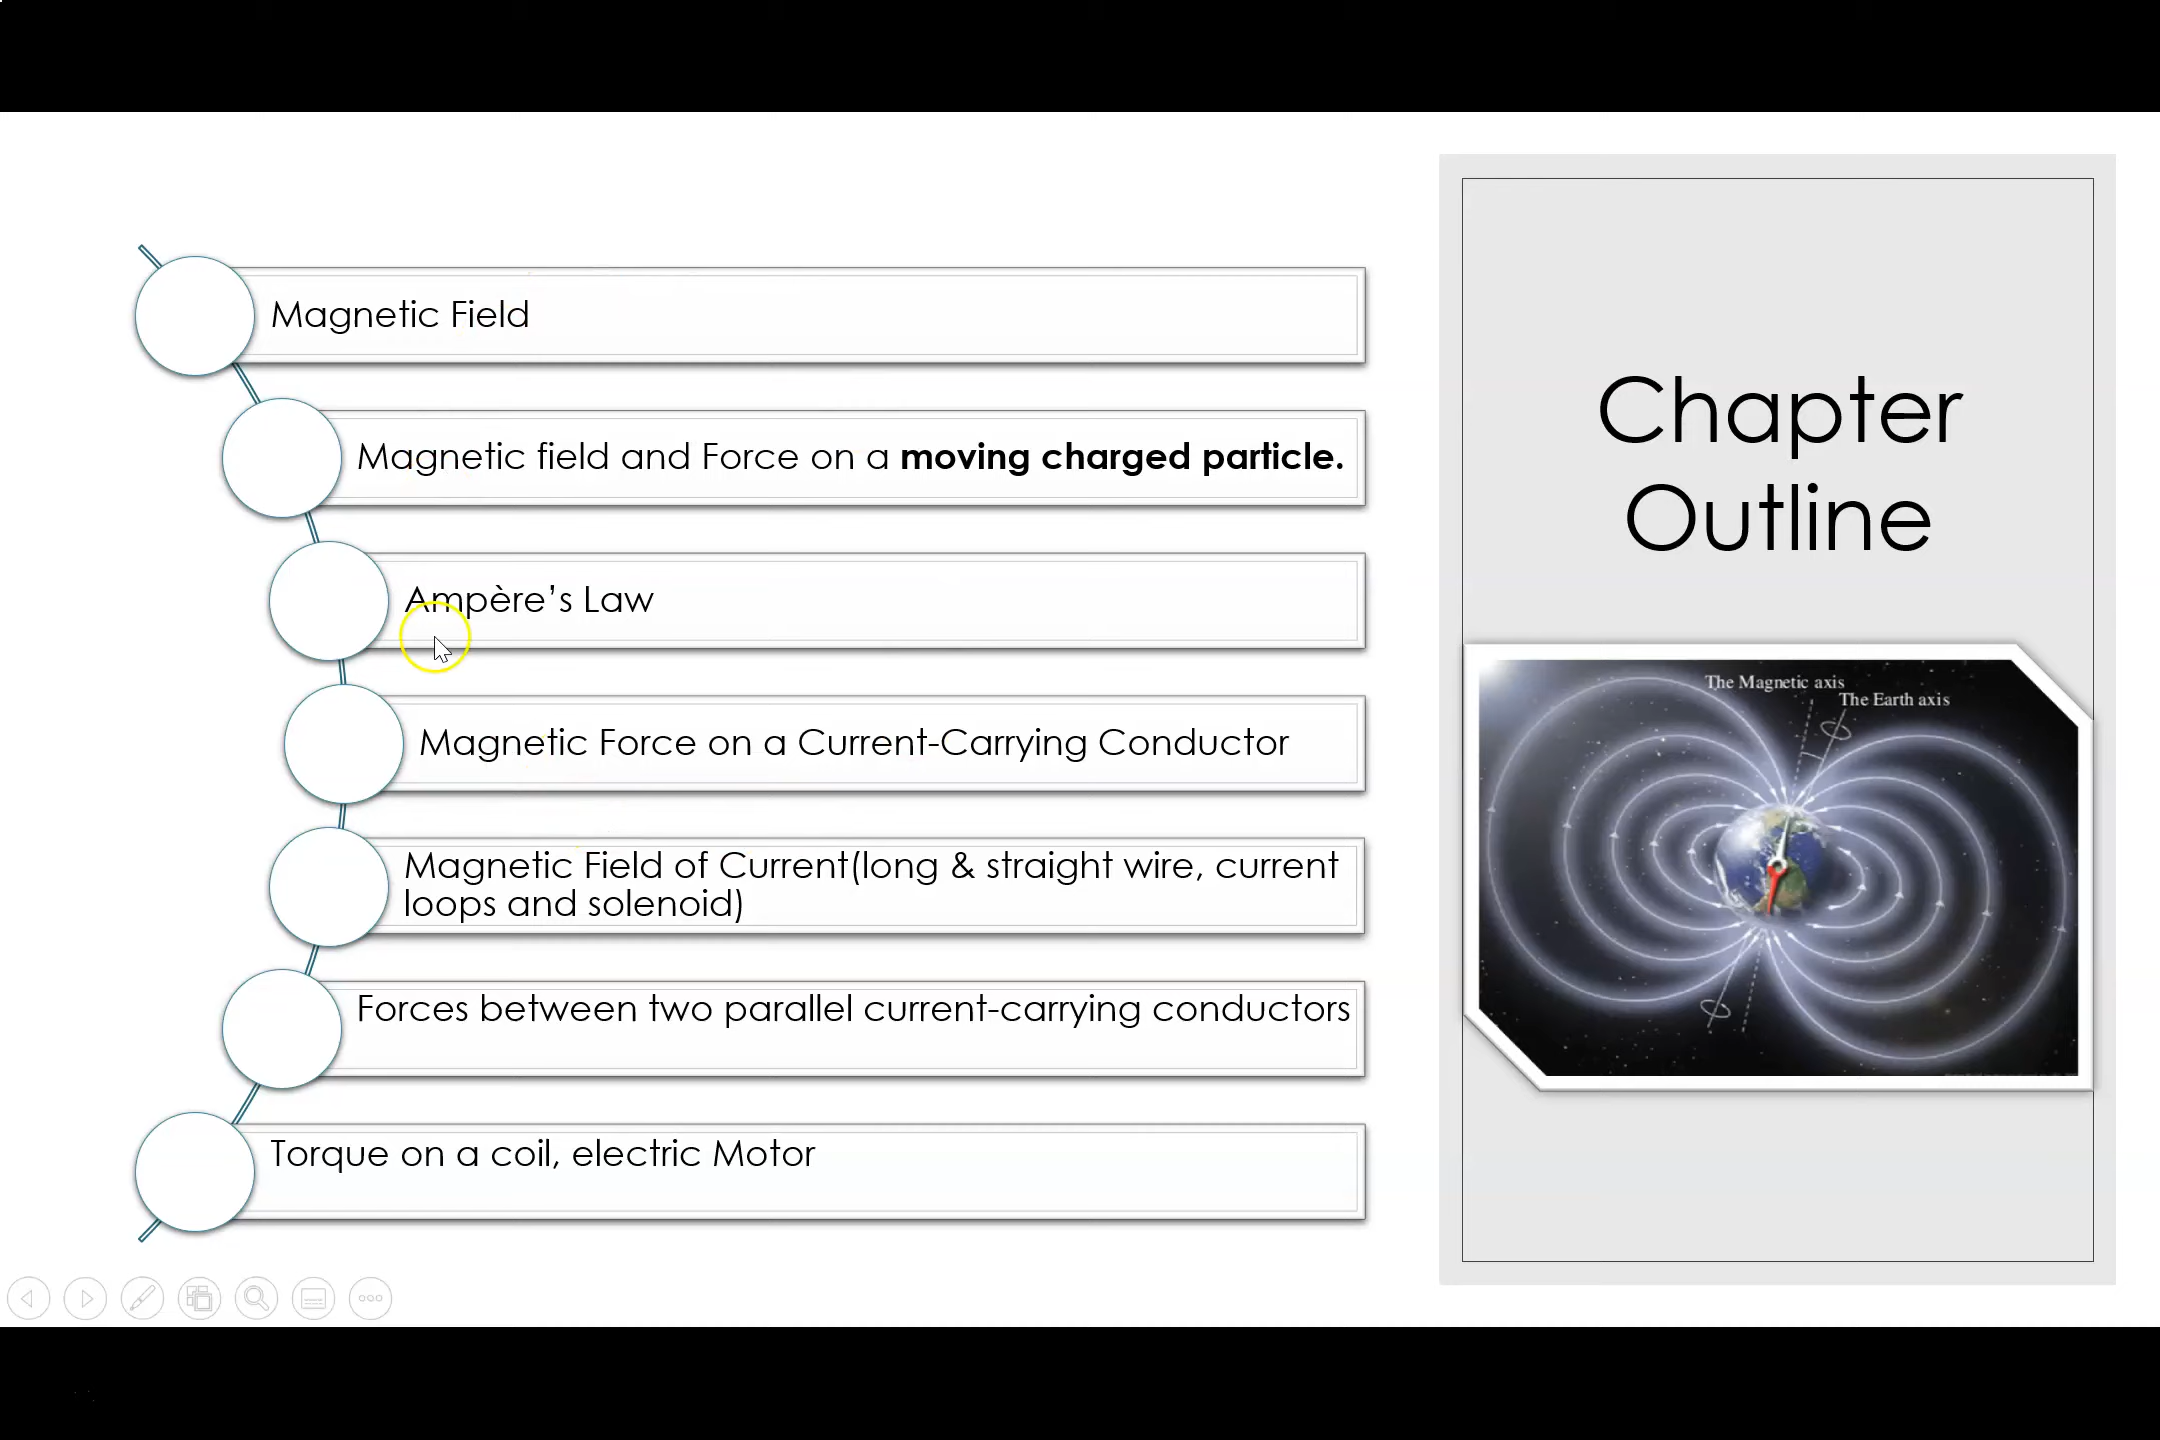 Magnetic Field
Magnetic field and Force on a moving charged particle.
Ampère’s Law
Magnetic Force on a Current-Carrying Conductor
Magnetic Field of Current(long & straight wire, current
loops and solenoid)
Forces between two parallel current-carrying conductors
Torque on a coil, electric Motor
Chapter
Outline
The Magnetic axis
The Earth axis